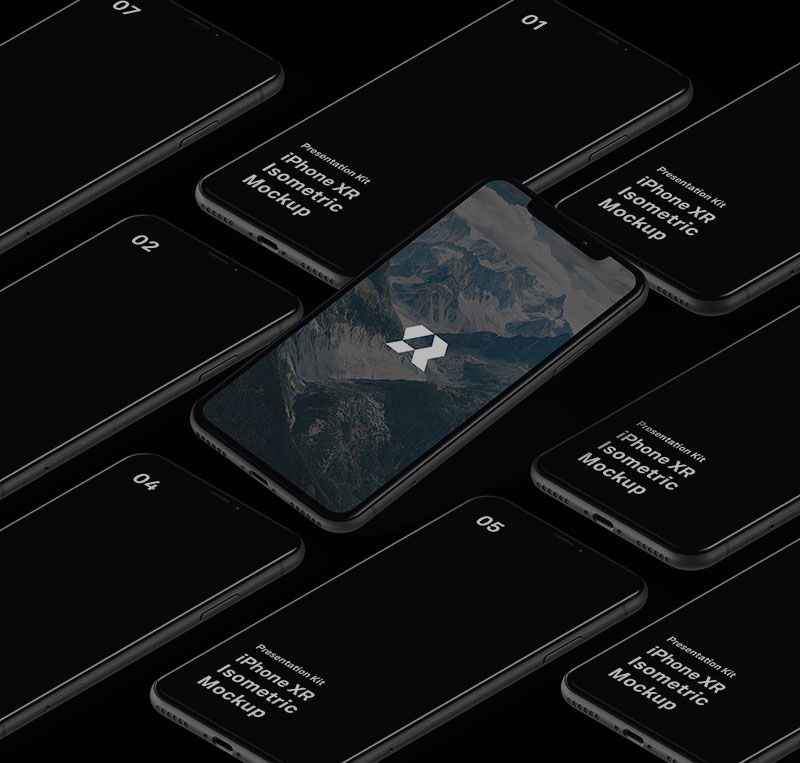 07
01
Presentation Kit
iPhone XR
Isometric
Mockup
Presentation Kit
iPhone XR
Isometric
Mockup
02
Presentation Kit
iPhone XR
Isometric
Mockup
04
05
Presentation Kit
iPhone XR
Isometric
Mockup
Presentation Kit
iPhone XR
Isometric
Mockup